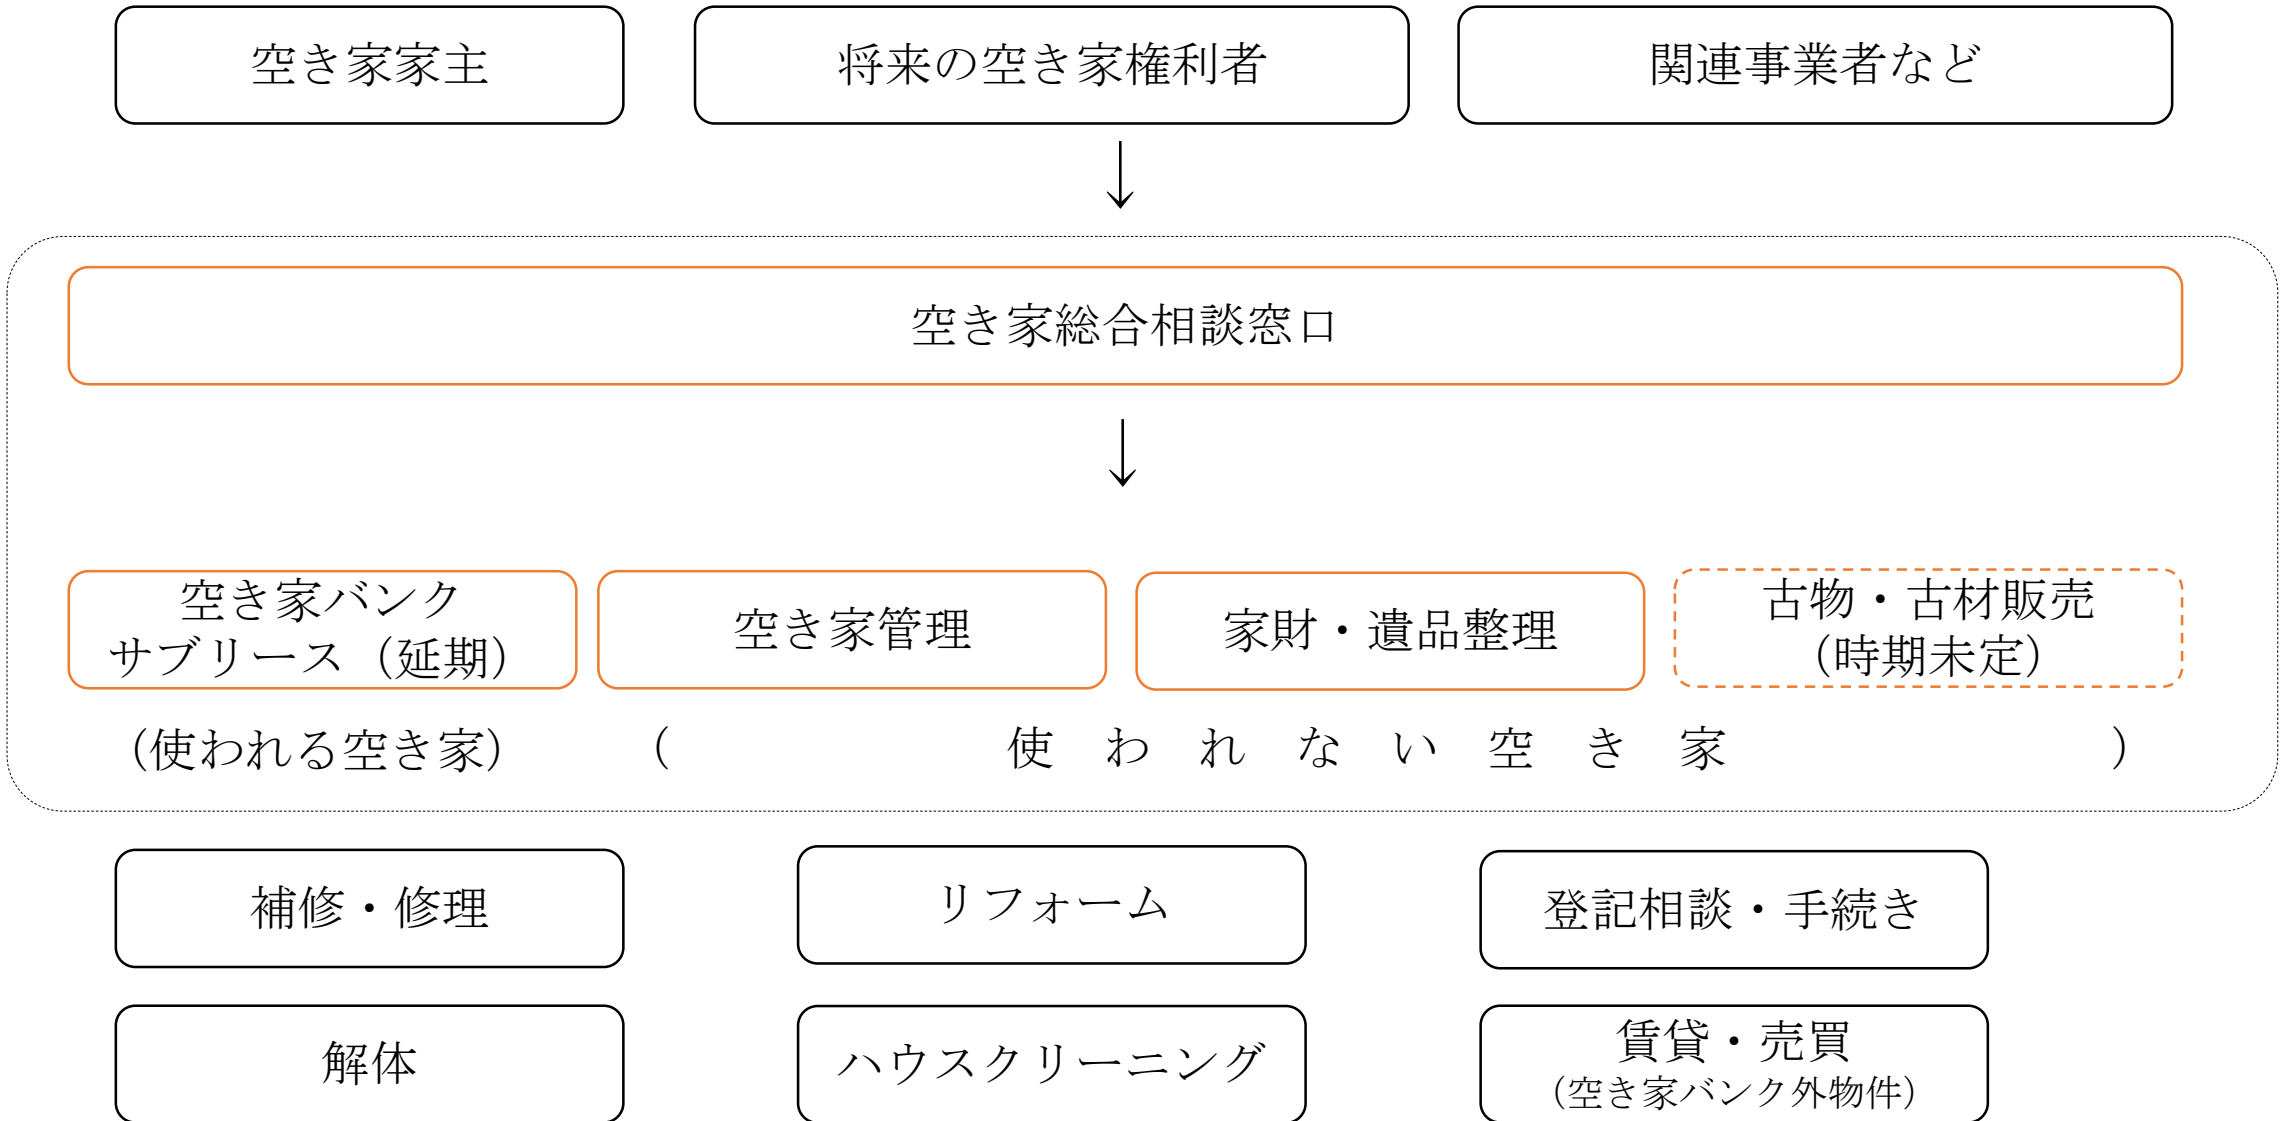 空き家家主
将来の空き家権利者
関連事業者など
空き家総合相談窓口
空き家バンク
サブリース（延期）
空き家管理
家財・遺品整理
古物・古材販売
（時期未定）
（使われる空き家）
（　　　　　　　使　わ　れ　な　い　空　き　家　　　　　　　　）
補修・修理
リフォーム
登記相談・手続き
解体
ハウスクリーニング
賃貸・売買
（空き家バンク外物件）